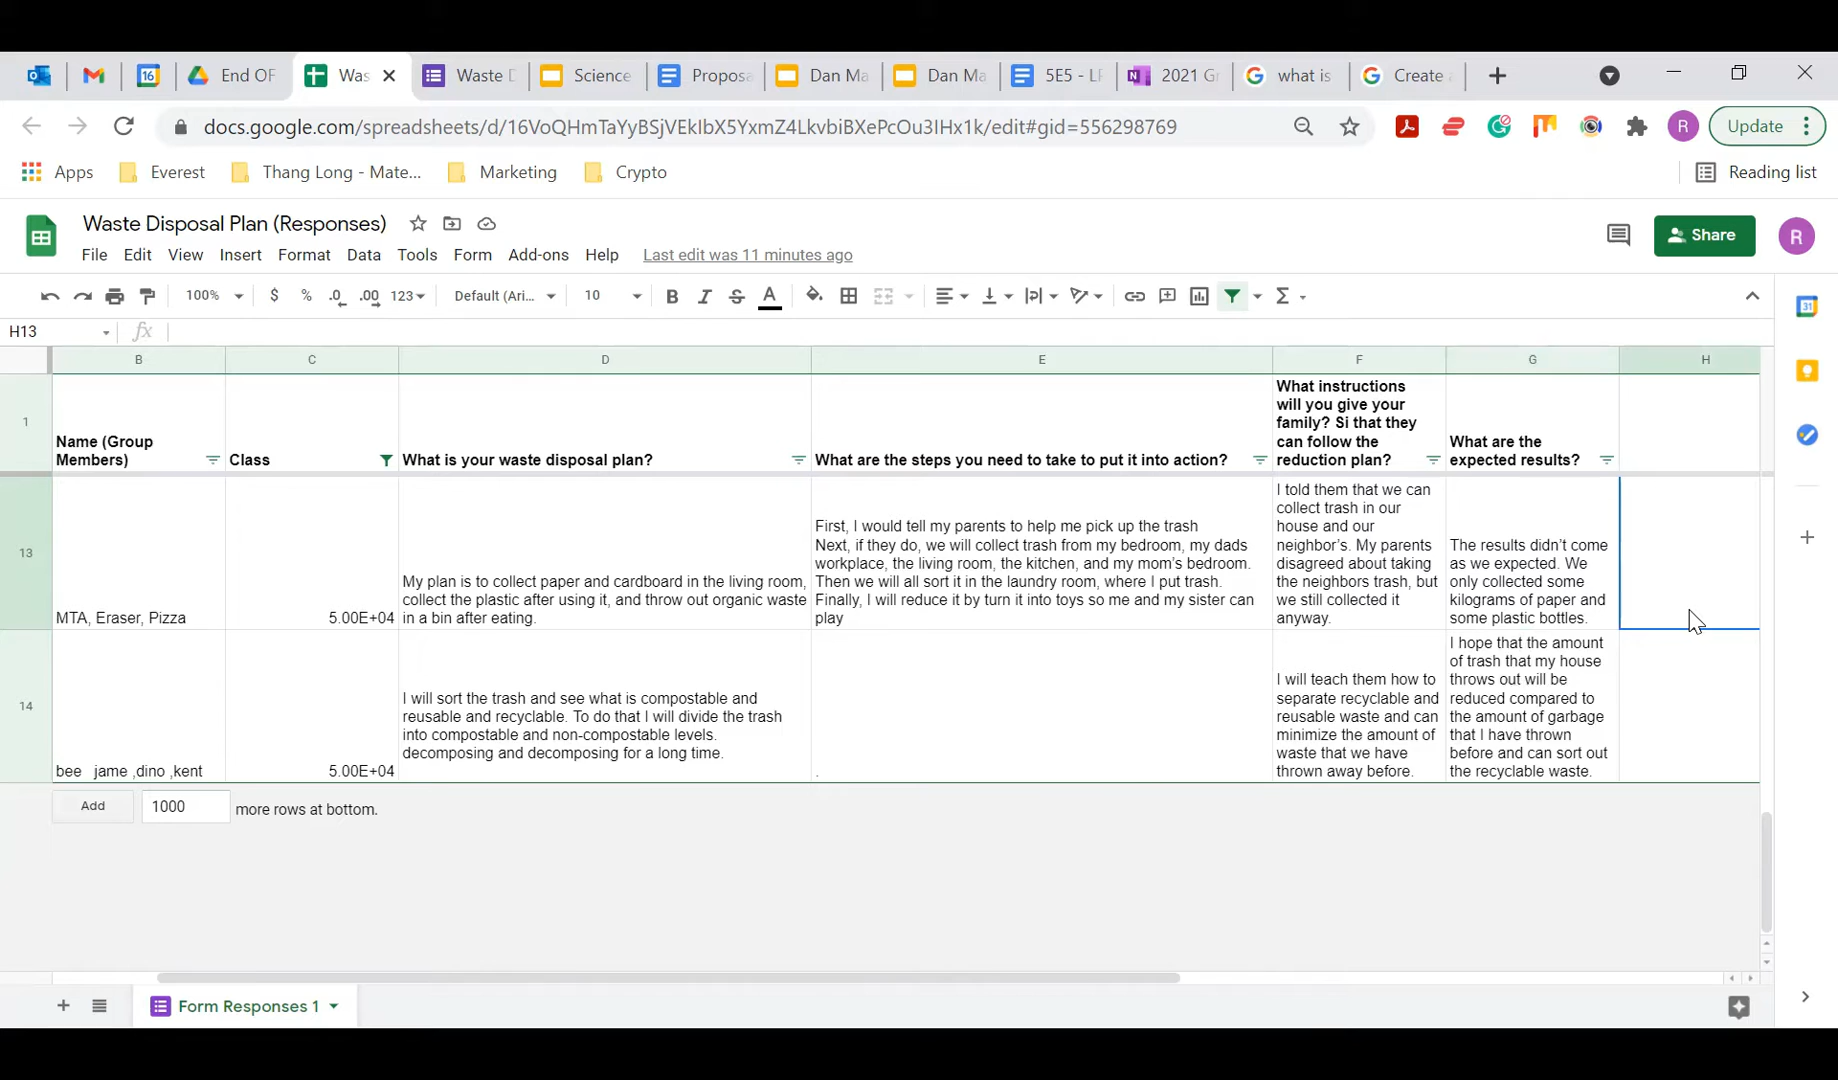 16 End OF Was Waste D Science Proposa Dan Ma Dan Ma 5E5 - LF 2021 Gr what is Create
docs.google.com/spreadsheets/d/16VoQHmTaYyBSjVEkIbX5YxmZ4LkvbiBXePcOu3IHx1k/edit#gid=556298769 R Update
Apps Everest Thang Long - Mate... Marketing Crypto Reading list
Waste Disposal Plan (Responses)
File Edit View Insert Format Data Tools Form Add-ons Help Last edit was 11 minutes ago
Share R
100% $ % .0 .00 123 Default (Ari... 10 B I S A Σ
H13 fx
B C D E F G H
1
Name (Group
Members)
Class
What is your waste disposal plan?
What are the steps you need to take to put it into action?
What instructions
will you give your
family? Si that they
can follow the
reduction plan?
What are the
expected results?
13
MTA, Eraser, Pizza
5.00E+04
My plan is to collect paper and cardboard in the living room,
collect the plastic after using it, and throw out organic waste
in a bin after eating.
First, I would tell my parents to help me pick up the trash
Next, if they do, we will collect trash from my bedroom, my dads
workplace, the living room, the kitchen, and my mom's bedroom.
Then we will all sort it in the laundry room, where I put trash.
Finally, I will reduce it by turn it into toys so me and my sister can
play
I told them that we can
collect trash in our
house and our
neighbor's. My parents
disagreed about taking
the neighbors trash, but
we still collected it
anyway.
The results didn't come
as we expected. We
only collected some
kilograms of paper and
some plastic bottles.
14
bee jame ,dino ,kent
5.00E+04
I will sort the trash and see what is compostable and
reusable and recyclable. To do that I will divide the trash
into compostable and non-compostable levels.
decomposing and decomposing for a long time.
.
I will teach them how to
separate recyclable and
reusable waste and can
minimize the amount of
waste that we have
thrown away before.
I hope that the amount
of trash that my house
throws out will be
reduced compared to
the amount of garbage
that I have thrown
before and can sort out
the recyclable waste.
Add 1000 more rows at bottom.
Form Responses 1
31